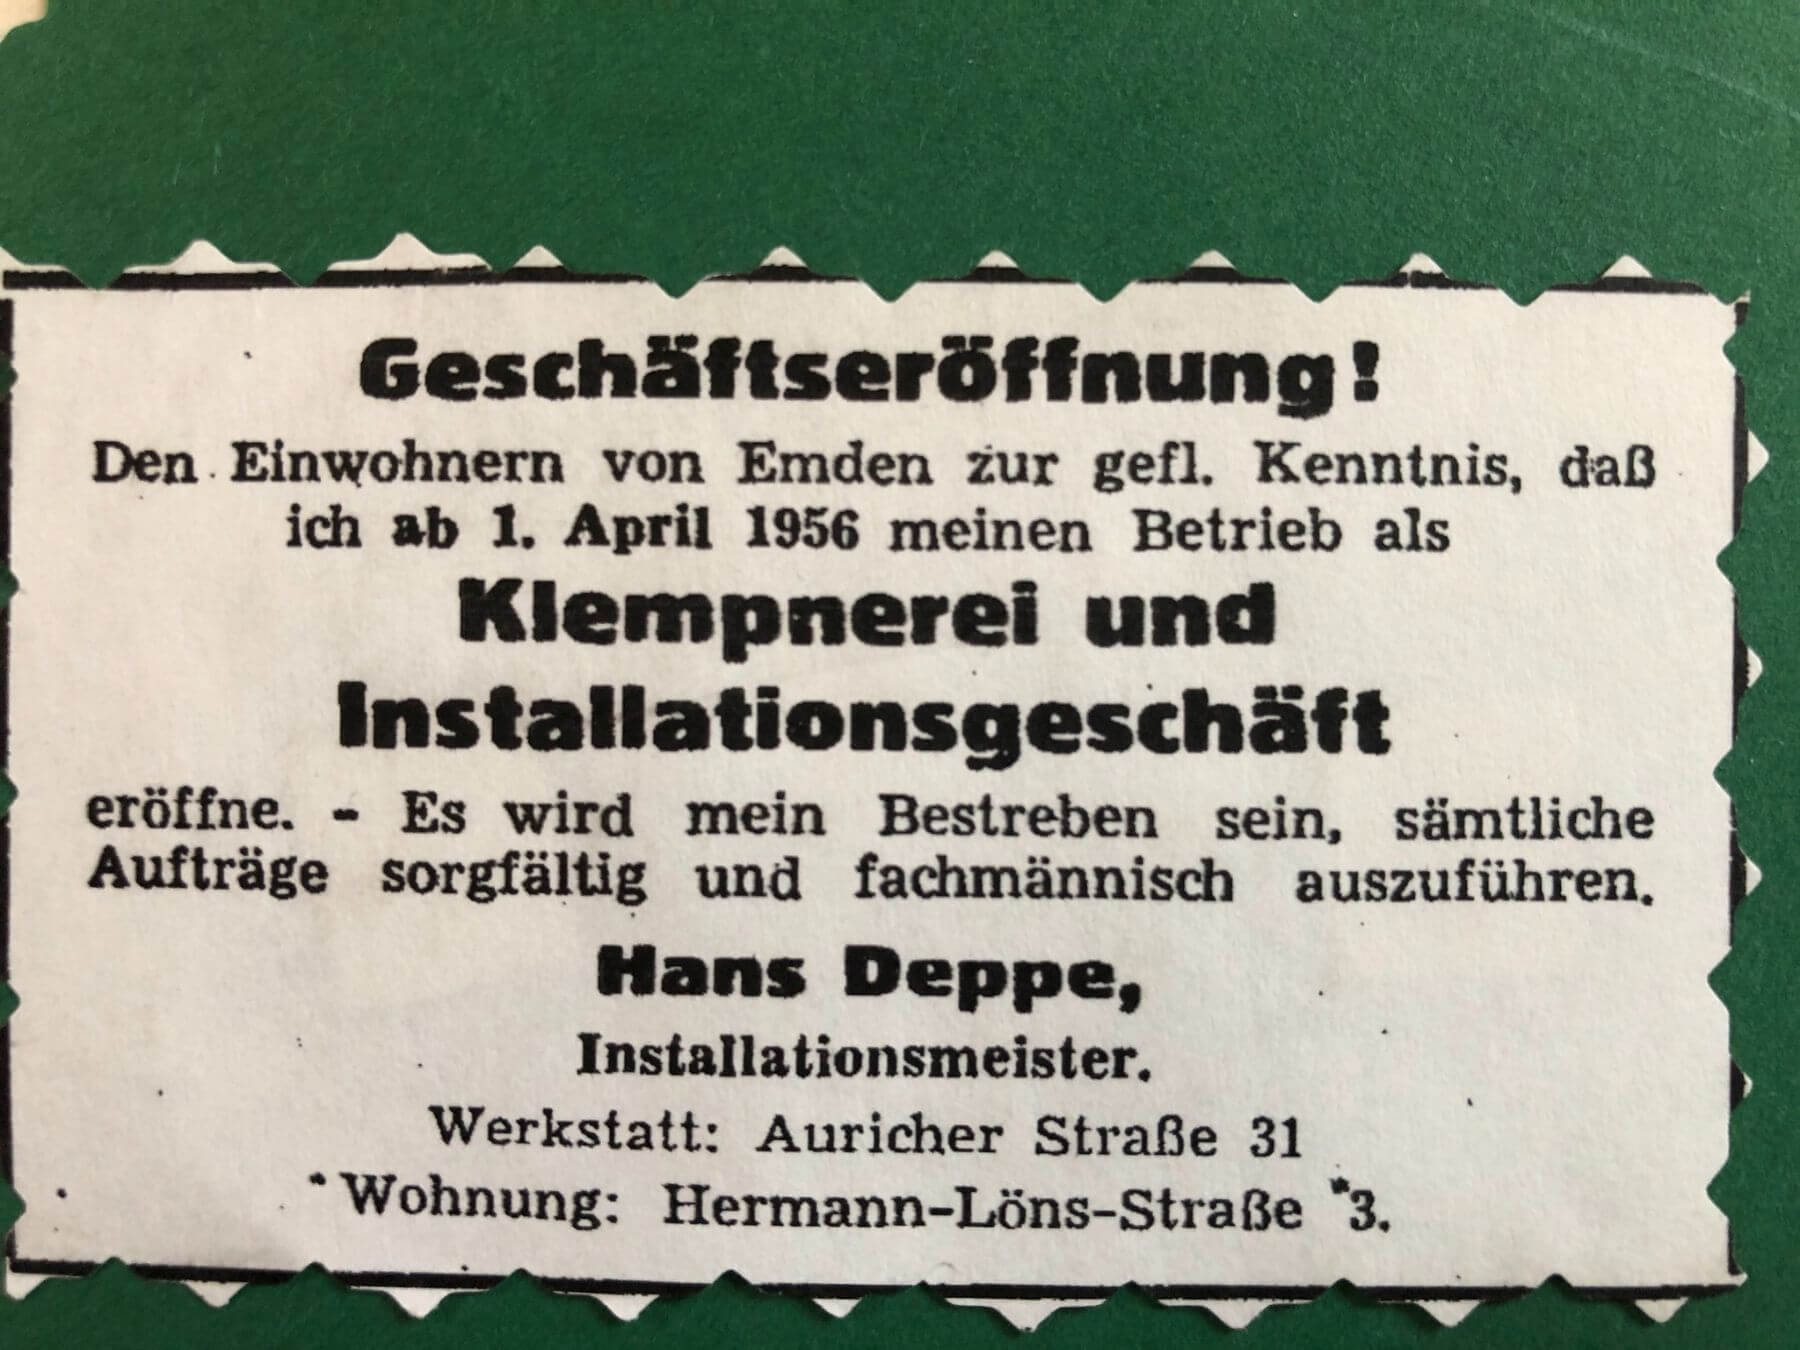 Geschäftseröffnung!
Den Einwohnern von Emden zur gefl. Kenntnis, daß
ich ab 1. April 1956 meinen Betrieb als
Klempnerei und
Installationsgeschäft
eröffne. - Es wird mein Bestreben sein, sämtliche
Aufträge sorgfältig und fachmännisch auszuführen.
Hans Deppe,
Installationsmeister.
Werkstatt: Auricher Straße 31
Wohnung: Hermann-Löns-Straße 3.